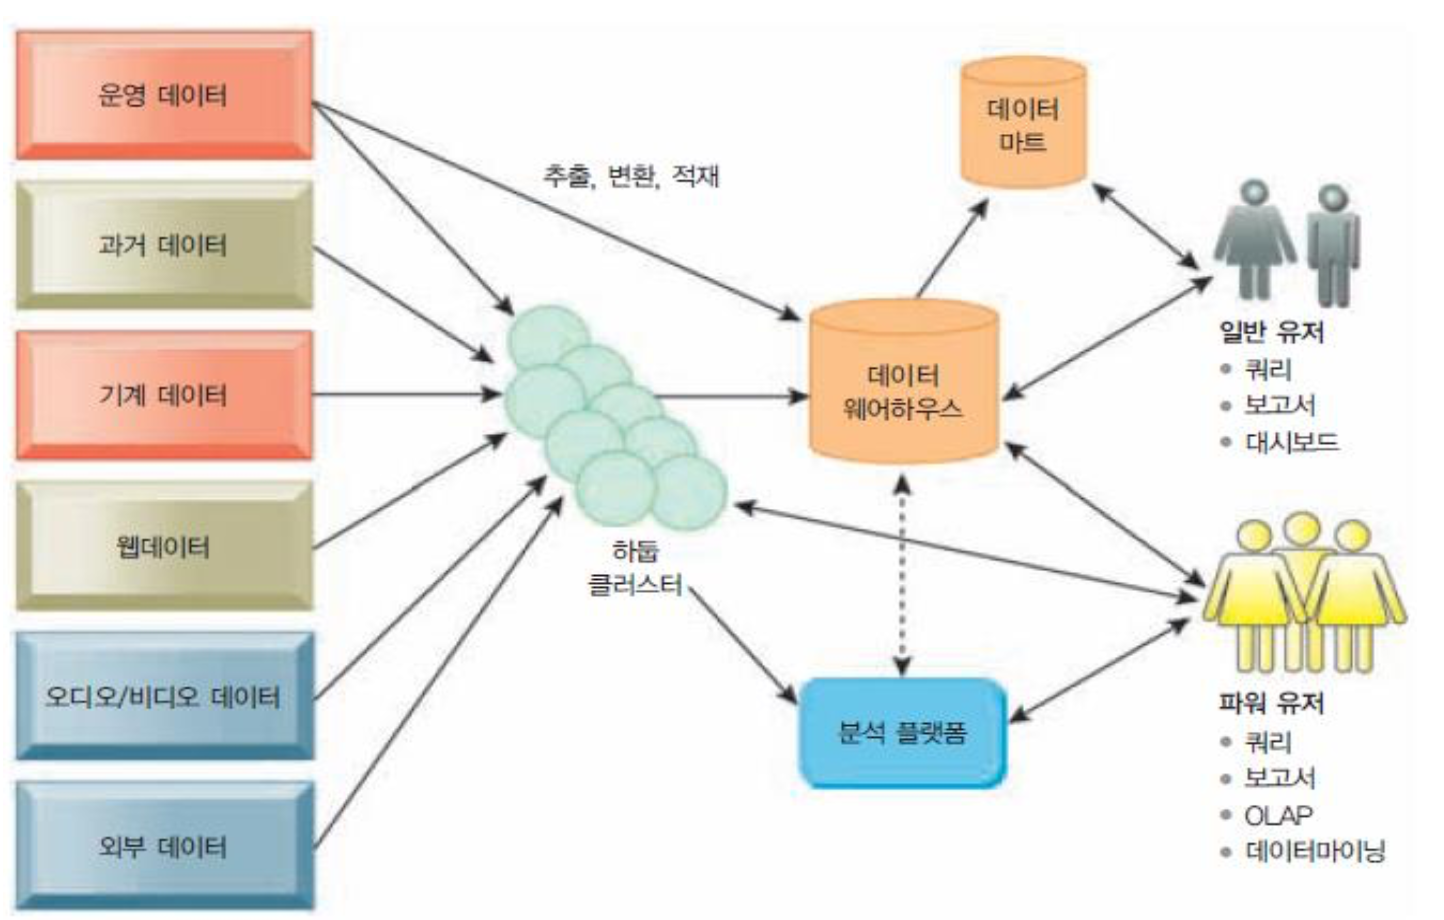 운영 데이터
과거 데이터
기계 데이터
웹데이터
오디오/비디오 데이터
외부 데이터
추출, 변환, 적재
하둡
클러스터
데이터
마트
데이터
웨어하우스
분석 플랫폼
일반 유저
• 쿼리
• 보고서
• 대시보드
파워 유저
• 쿼리
• 보고서
• OLAP
• 데이터마이닝